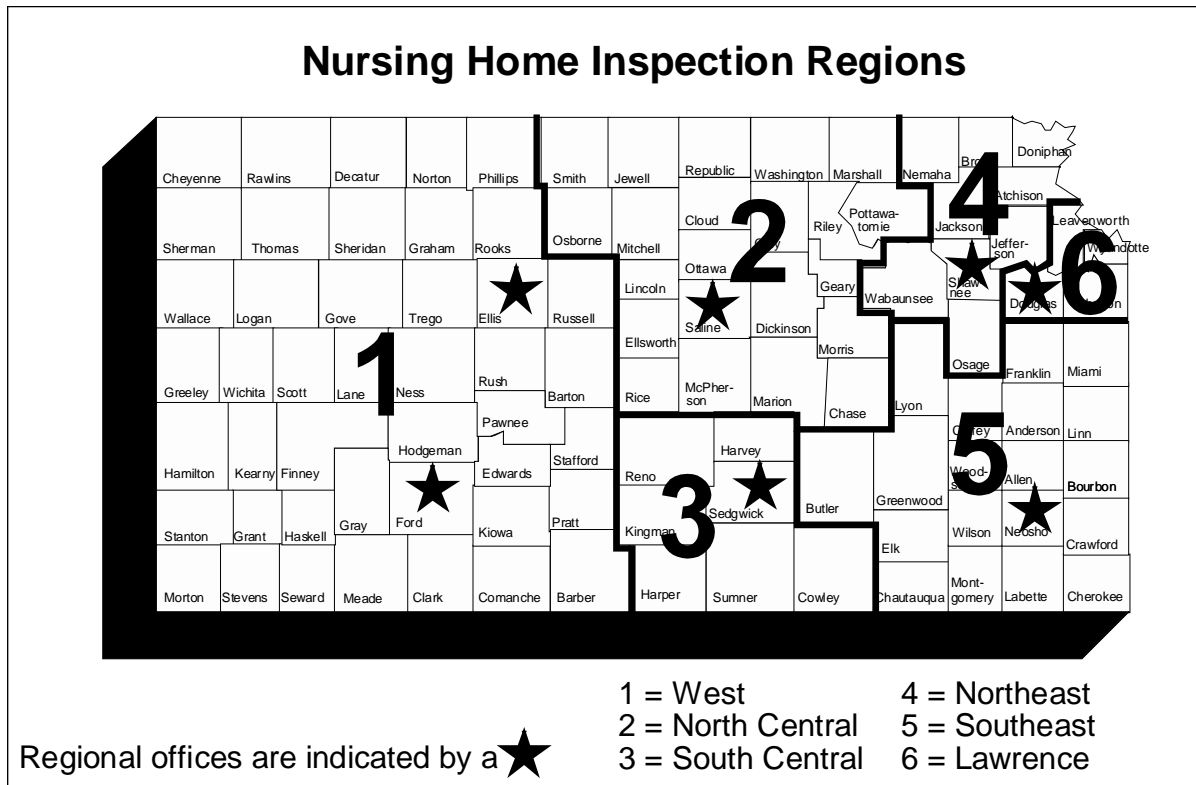 Nursing Home Inspection Regions
Cheyenne Rawlins Decatur Norton Phillips Smith Jewell Republic Washington Marshall Nemaha Doniphan
Atchison
Sherman Thomas Sheridan Graham Rooks Osborne Mitchell Cloud Riley Pottawa-
tomie Jackson Jeffer-
son Leavenworth
Wallace Logan Gove Trego Ellis Russell Lincoln Ottawa Geary Wabaunsee Shaw-
nee Douglas
Ellsworth Saline Dickinson Morris Osage Franklin Miami
Greeley Wichita Scott Lane Ness Rush Barton Rice McPher-
son Marion Chase Lyon Anderson Linn
Pawnee
Hamilton Kearny Finney Hodgeman Edwards Stafford Reno Harvey Wood- Allen Bourbon
Stanton Grant Haskell Gray Ford Kiowa Pratt Kingman Sedgwick Butler Greenwood Wilson Neosho Crawford
Elk
Morton Stevens Seward Meade Clark Comanche Barber Harper Sumner Cowley Chautauqua Mont-
gomery Labette Cherokee
1
2
3
4
5
6
1 = West
2 = North Central
3 = South Central
4 = Northeast
5 = Southeast
6 = Lawrence
Regional offices are indicated by a